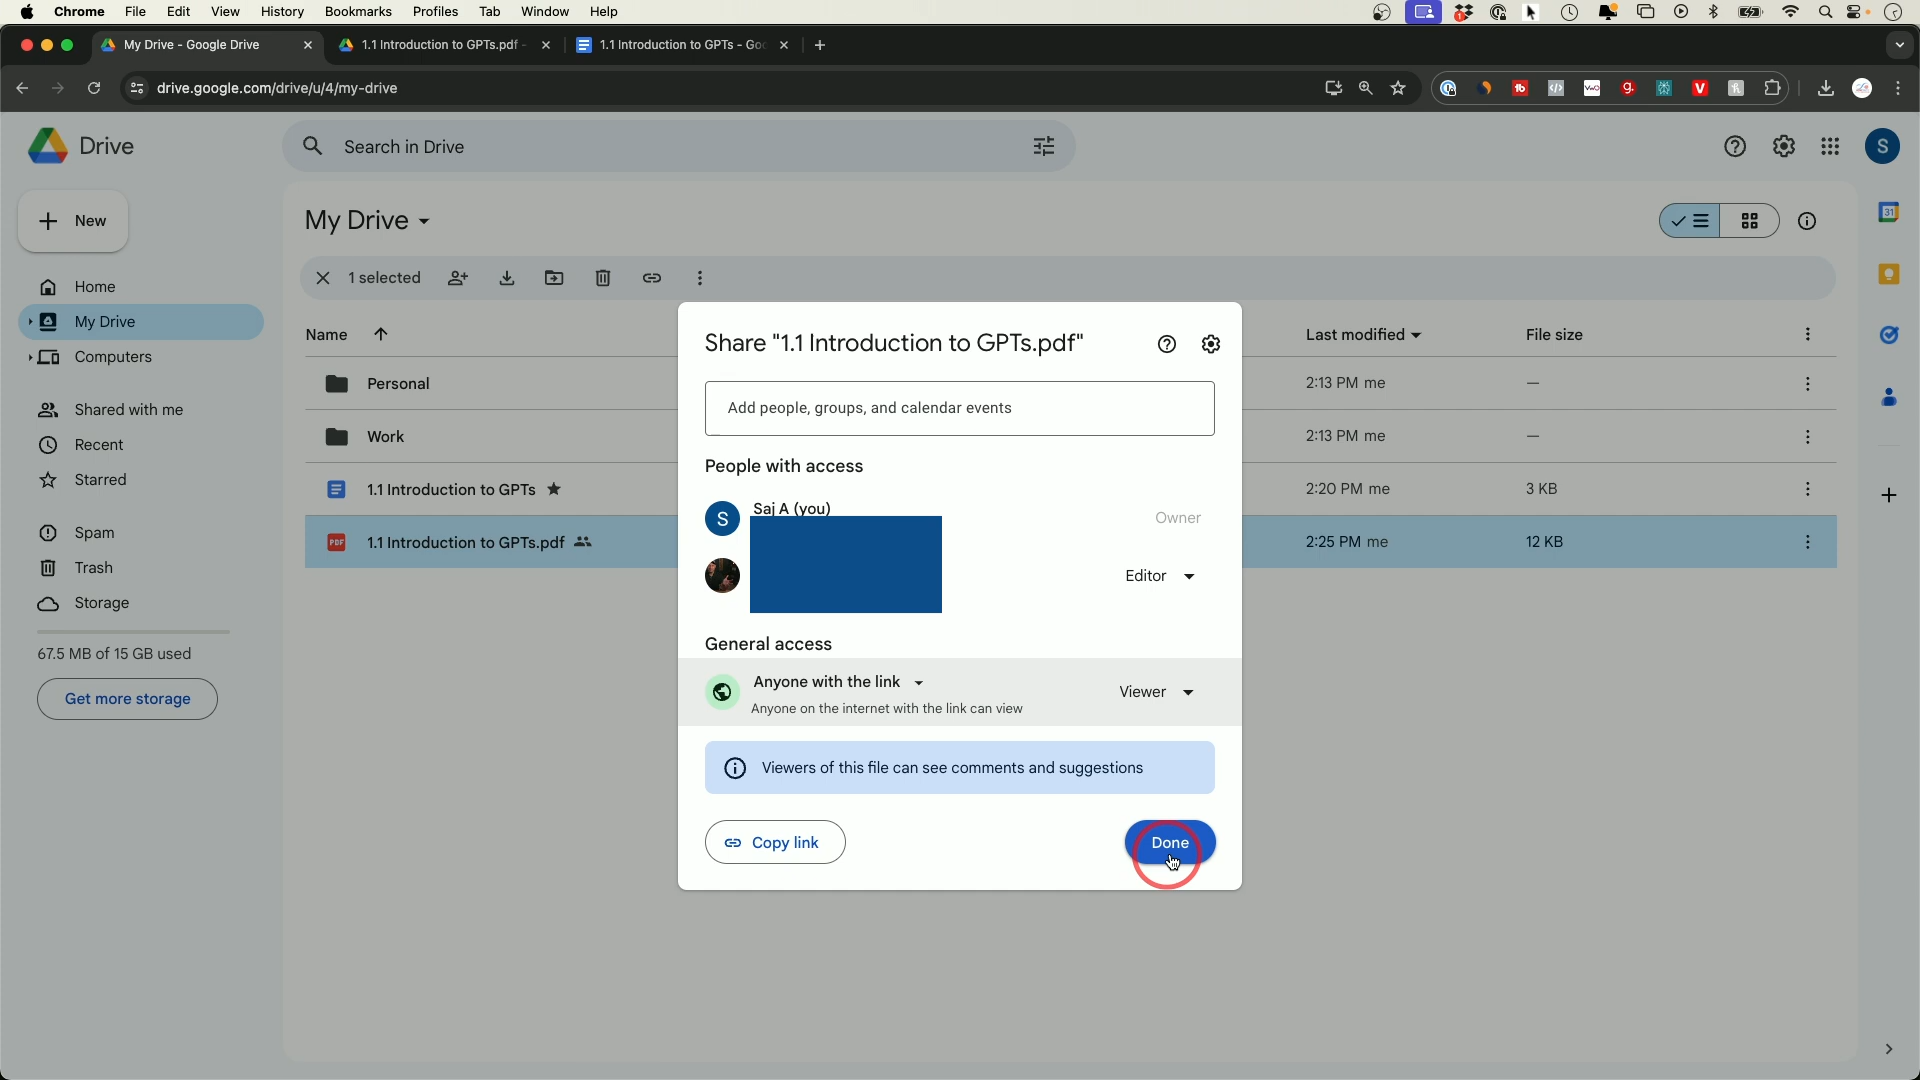 Chrome File Edit View History Bookmarks Profiles Tab Window Help
My Drive - Google Drive
1.1 Introduction to GPTs.pdf -
1.1 Introduction to GPTs - Goo
drive.google.com/drive/u/4/my-drive
Drive
Search in Drive
S
New
My Drive
1 selected
Home
My Drive
Computers
Shared with me
Recent
Starred
Spam
Trash
Storage
67.5 MB of 15 GB used
Get more storage
Name
Last modified
File size
Personal
2:13 PM me
—
Work
2:13 PM me
—
1.1 Introduction to GPTs
2:20 PM me
3 KB
PDF
1.1 Introduction to GPTs.pdf
2:25 PM me
12 KB
Share "1.1 Introduction to GPTs.pdf"
Add people, groups, and calendar events
People with access
S
Saj A (you)
Owner
Editor
General access
Anyone with the link
Anyone on the internet with the link can view
Viewer
Viewers of this file can see comments and suggestions
Copy link
Done
31